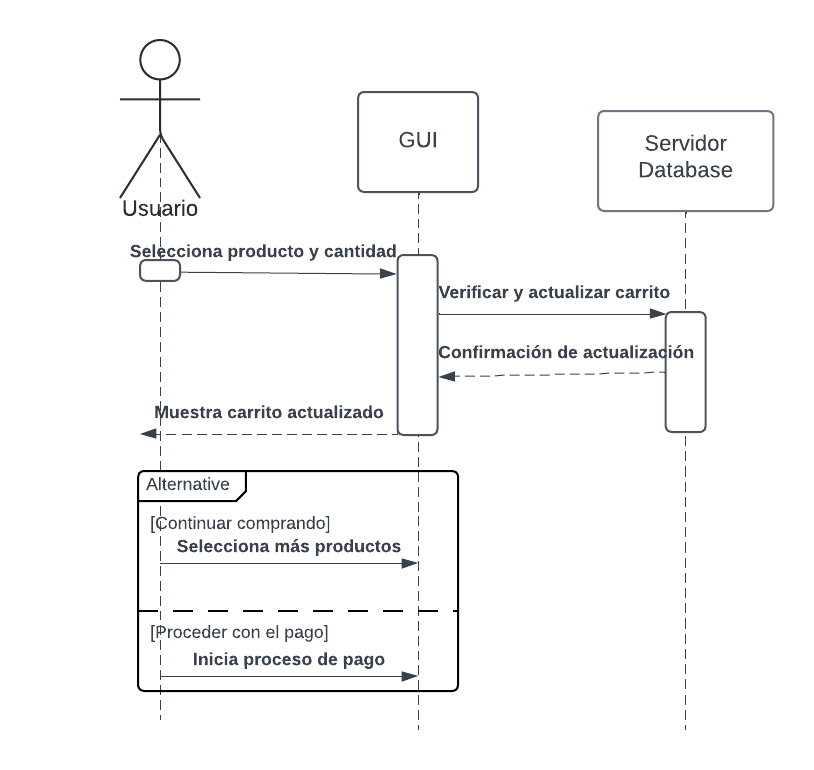 GUI
Servidor
Database
Usuario
Selecciona producto y cantidad
Verificar y actualizar carrito
Confirmación de actualización
Muestra carrito actualizado
Alternative
[Continuar comprando]
Selecciona más productos
[Proceder con el pago]
Inicia proceso de pago